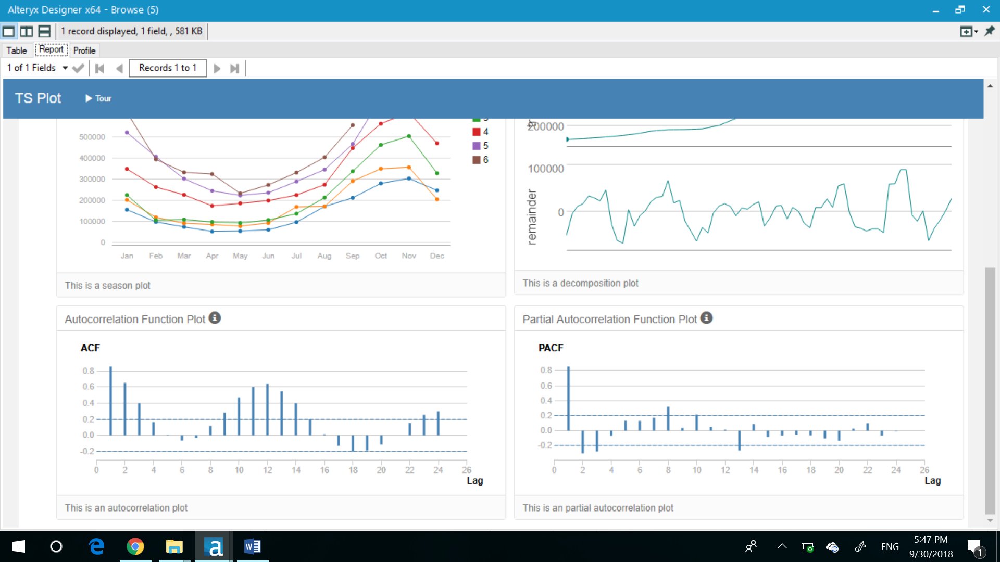 Alteryx Designer x64 - Browse (5)
1 record displayed, 1 field, , 581 KB
Table Report Profile
1 of 1 Fields Records 1 to 1
TS Plot Tour
500000
400000
300000
200000
100000
0
Jan Feb Mar Apr May Jun Jul Aug Sep Oct Nov Dec
4
5
6
This is a season plot
200000
100000
0
remainder
This is a decomposition plot
Autocorrelation Function Plot
ACF
0.8
0.6
0.4
0.2
0.0
-0.2
0 2 4 6 8 10 12 14 16 18 20 22 24 26
Lag
This is an autocorrelation plot
Partial Autocorrelation Function Plot
PACF
0.8
0.6
0.4
0.2
0.0
-0.2
0 2 4 6 8 10 12 14 16 18 20 22 24 26
Lag
This is an partial autocorrelation plot
ENG
5:47 PM
9/30/2018
1